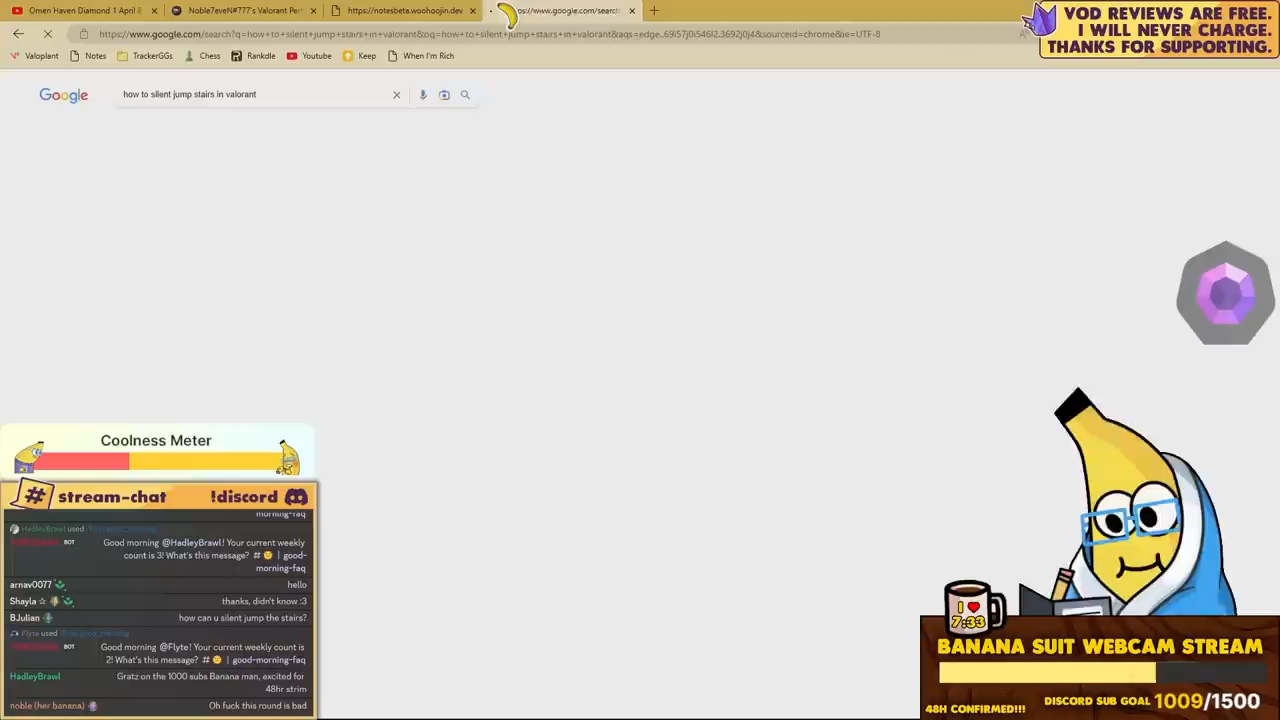 Omen Haven Diamond 1 April 8
Noble7eveN#777's Valorant Per
https://notesbeta.woohoojin.dev
https://www.google.com/search?q=how+to+silent+jump+stairs+in+valorant&oq=how+to+silent+jump+stairs+in+valorant&aqs=edge..69i57j0i546l2.3692j0j4&sourceid=chrome&ie=UTF-8
Valoplant
Notes
TrackerGGs
Chess
Rankdle
Youtube
Keep
When I'm Rich
VOD REVIEWS ARE FREE.
I WILL NEVER CHARGE.
THANKS FOR SUPPORTING.
Google
how to silent jump stairs in valorant
Coolness Meter
# stream-chat !discord
morning-faq
HadleyBrawl used
BOT Good morning @HadleyBrawl! Your current weekly
count is 3! What's this message? # | good-
morning-faq
arnav0077 hello
Shayla thanks, didn't know :3
BJulian how can u silent jump the stairs?
Flyte used
BOT Good morning @Flyte! Your current weekly count is
2! What's this message? # | good-morning-faq
HadleyBrawl Gratz on the 1000 subs Banana man, excited for
48hr strim
noble (her banana) Oh fuck this round is bad
I ❤
7:33
BANANA SUIT WEBCAM STREAM
48H CONFIRMED!!! DISCORD SUB GOAL 1009/1500